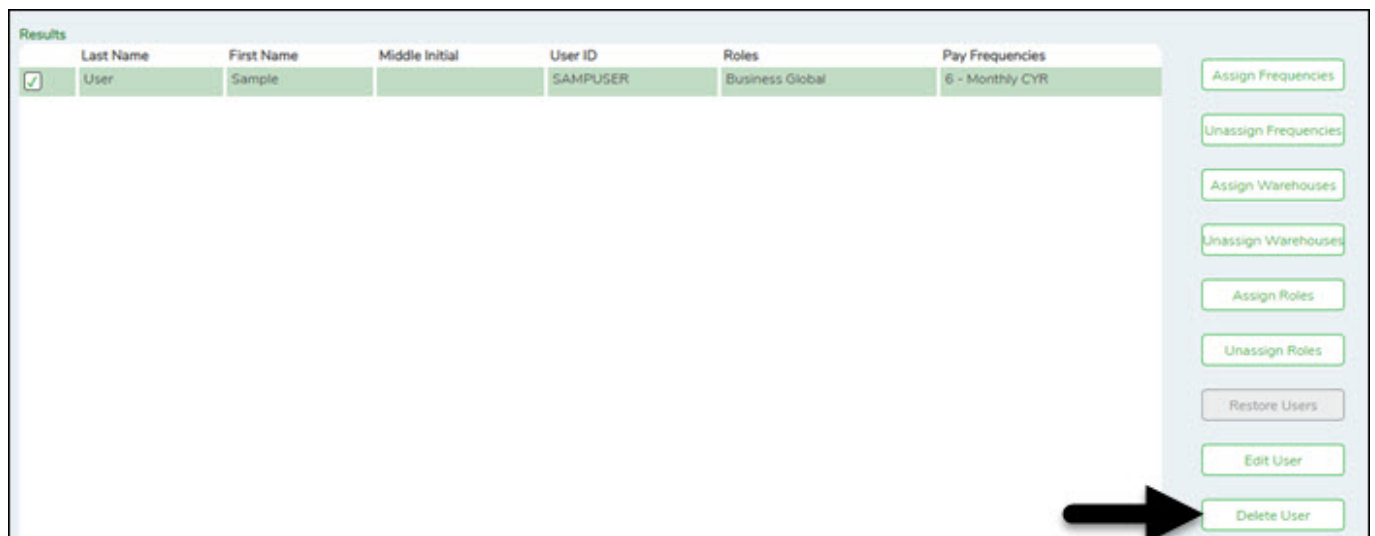 Results
Last Name First Name Middle Initial User ID Roles Pay Frequencies
User Sample SAMPUSER Business Global 6 - Monthly CYR
Assign Frequencies
Unassign Frequencies
Assign Warehouses
Unassign Warehouses
Assign Roles
Unassign Roles
Restore Users
Edit User
Delete User